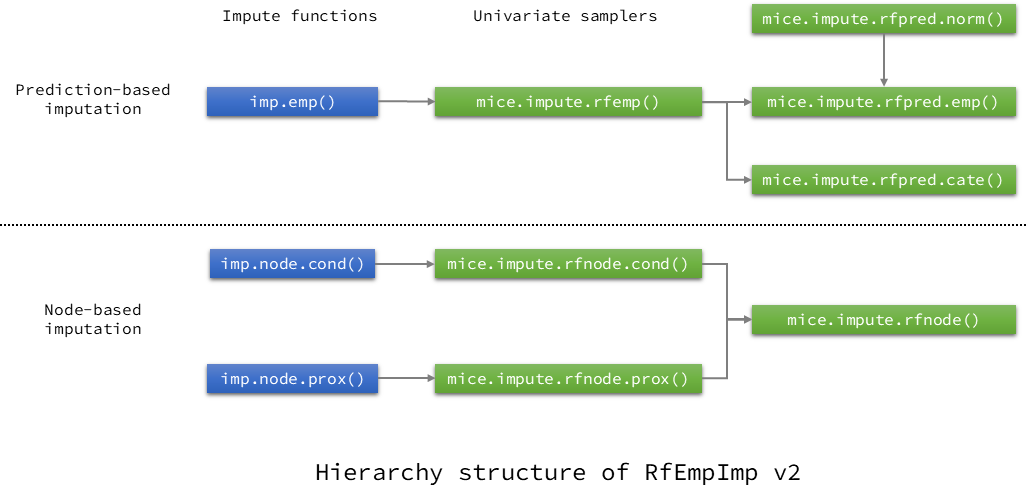 Impute functions
Univariate samplers
mice.impute.rfpred.norm()
Prediction-based
imputation
imp.emp()
mice.impute.rfemp()
mice.impute.rfpred.emp()
mice.impute.rfpred.cate()
imp.node.cond()
mice.impute.rfnode.cond()
Node-based
imputation
mice.impute.rfnode()
imp.node.prox()
mice.impute.rfnode.prox()
Hierarchy structure of RfEmpImp v2